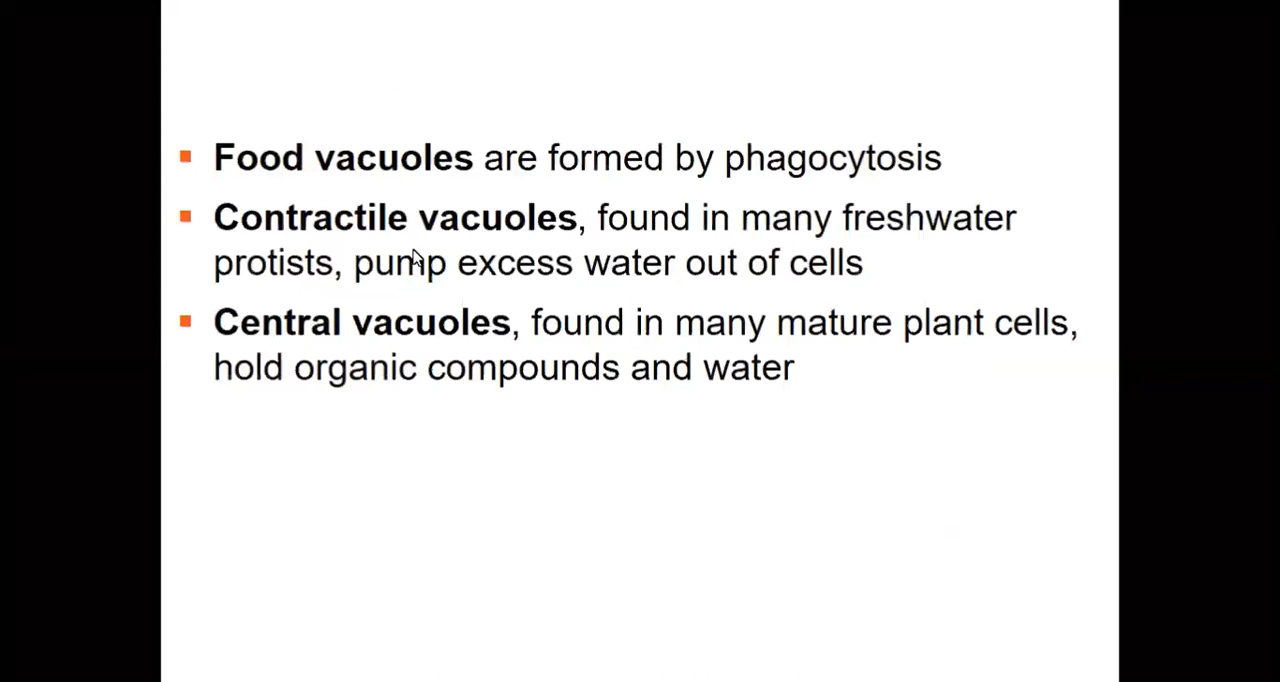 Food vacuoles are formed by phagocytosis
Contractile vacuoles, found in many freshwater
protists, pump excess water out of cells
Central vacuoles, found in many mature plant cells,
hold organic compounds and water